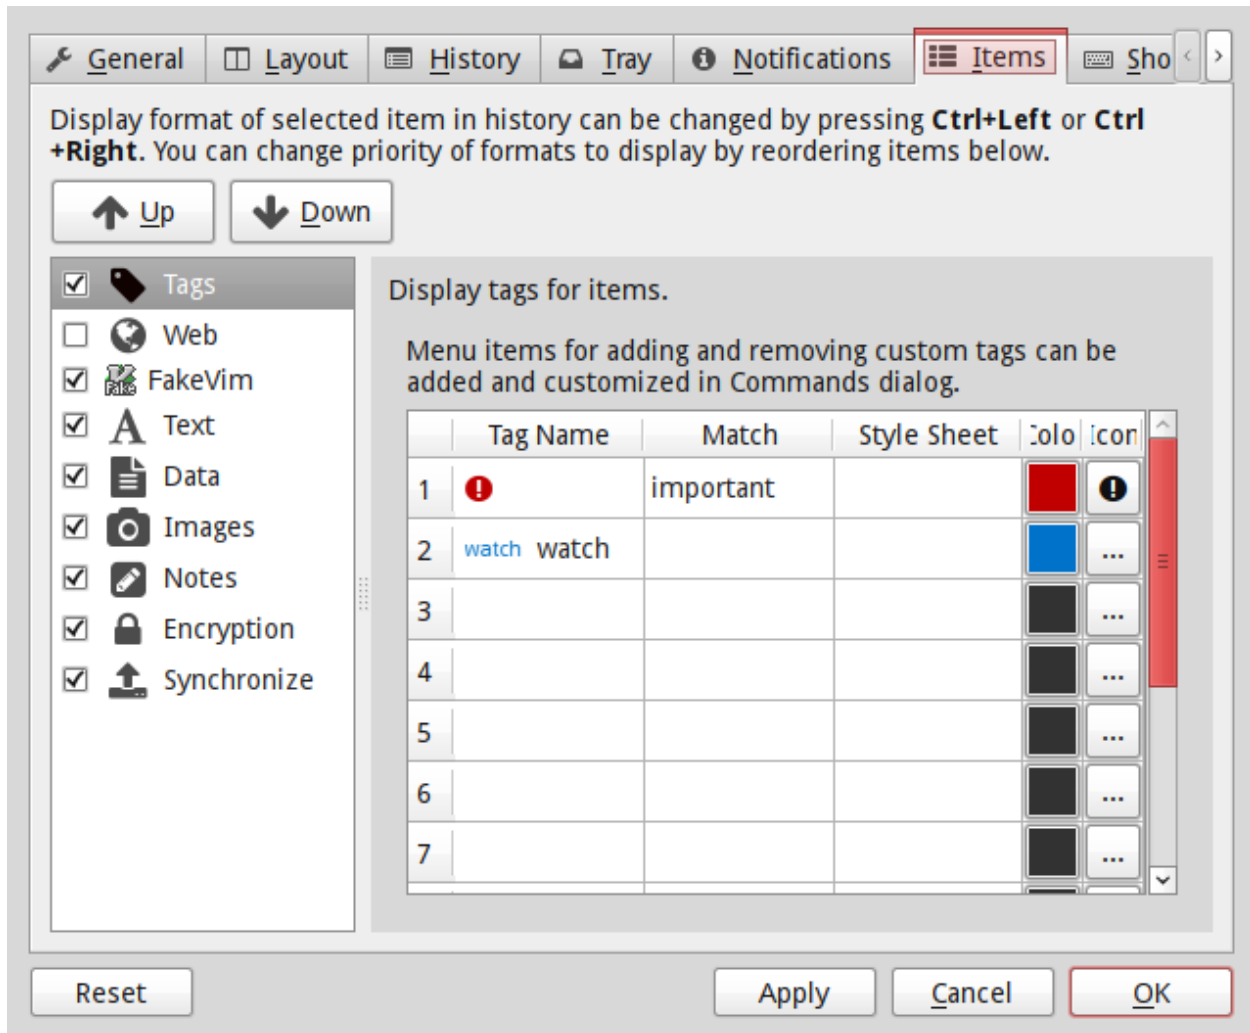 General Layout History Tray Notifications Items Sho
Display format of selected item in history can be changed by pressing Ctrl+Left or Ctrl
+Right. You can change priority of formats to display by reordering items below.
Up Down
Tags
Web
FakeVim
Text
Data
Images
Notes
Encryption
Synchronize
Display tags for items.
Menu items for adding and removing custom tags can be
added and customized in Commands dialog.
Tag Name Match Style Sheet Colo Icon
1 important
2 watch watch ...
3 ...
4 ...
5 ...
6 ...
7 ...
Reset Apply Cancel OK